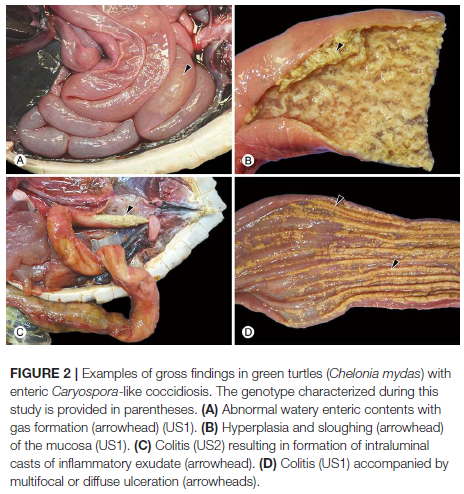 A
B
C
D
FIGURE 2 | Examples of gross findings in green turtles (Chelonia mydas) with
enteric Caryospora-like coccidiosis. The genotype characterized during this
study is provided in parentheses. (A) Abnormal watery enteric contents with
gas formation (arrowhead) (US1). (B) Hyperplasia and sloughing (arrowhead)
of the mucosa (US1). (C) Colitis (US2) resulting in formation of intraluminal
casts of inflammatory exudate (arrowhead). (D) Colitis (US1) accompanied by
multifocal or diffuse ulceration (arrowheads).